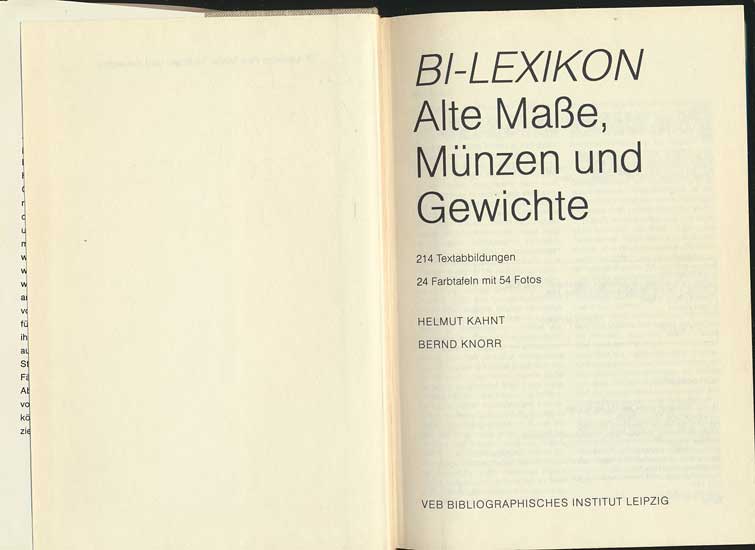 BI-LEXIKON
Alte Maße,
Münzen und
Gewichte
214 Textabbildungen
24 Farbtafeln mit 54 Fotos
HELMUT KAHNT
BERND KNORR
VEB BIBLIOGRAPHISCHES INSTITUT LEIPZIG